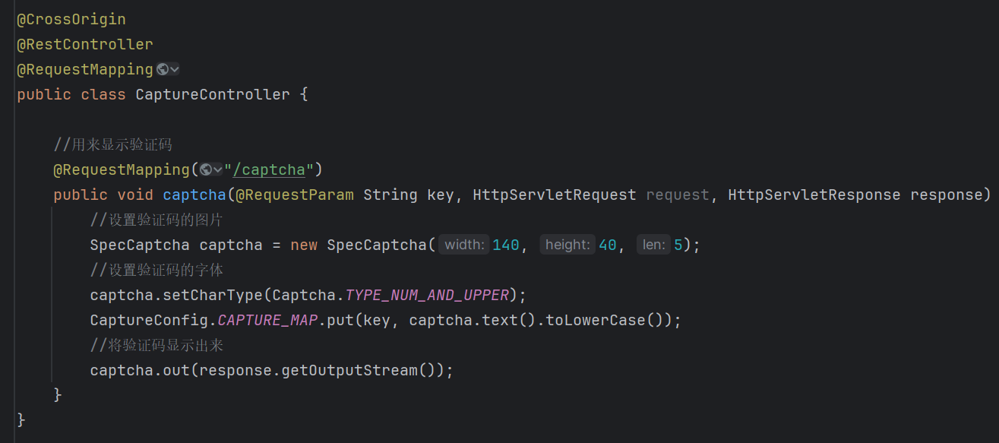 @CrossOrigin
@RestController
@RequestMapping
public class CaptureController {
//用来显示验证码
@RequestMapping("/captcha")
public void captcha(@RequestParam String key, HttpServletRequest request, HttpServletResponse response)
//设置验证码的图片
SpecCaptcha captcha = new SpecCaptcha( width: 140, height: 40, len: 5);
//设置验证码的字体
captcha.setCharType(Captcha.TYPE_NUM_AND_UPPER);
CaptureConfig.CAPTURE_MAP.put(key, captcha.text().toLowerCase());
//将验证码显示出来
captcha.out(response.getOutputStream());
}
}